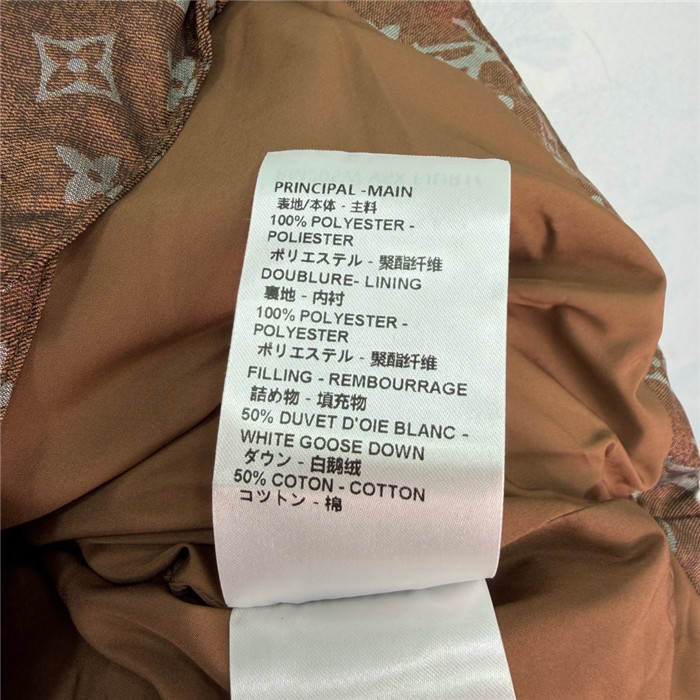 PRINCIPAL -MAIN
表地/本体 - 主料
100% POLYESTER -
POLIESTER
ポリエステル - 聚酯纤维
DOUBLURE- LINING
裏地 - 内衬
100% POLYESTER -
POLYESTER
ポリエステル - 聚酯纤维
FILLING - REMBOURRAGE
詰め物 - 填充物
50% DUVET D'OIE BLANC -
WHITE GOOSE DOWN
ダウン - 白鹅绒
50% COTON - COTTON
コツトン - 棉